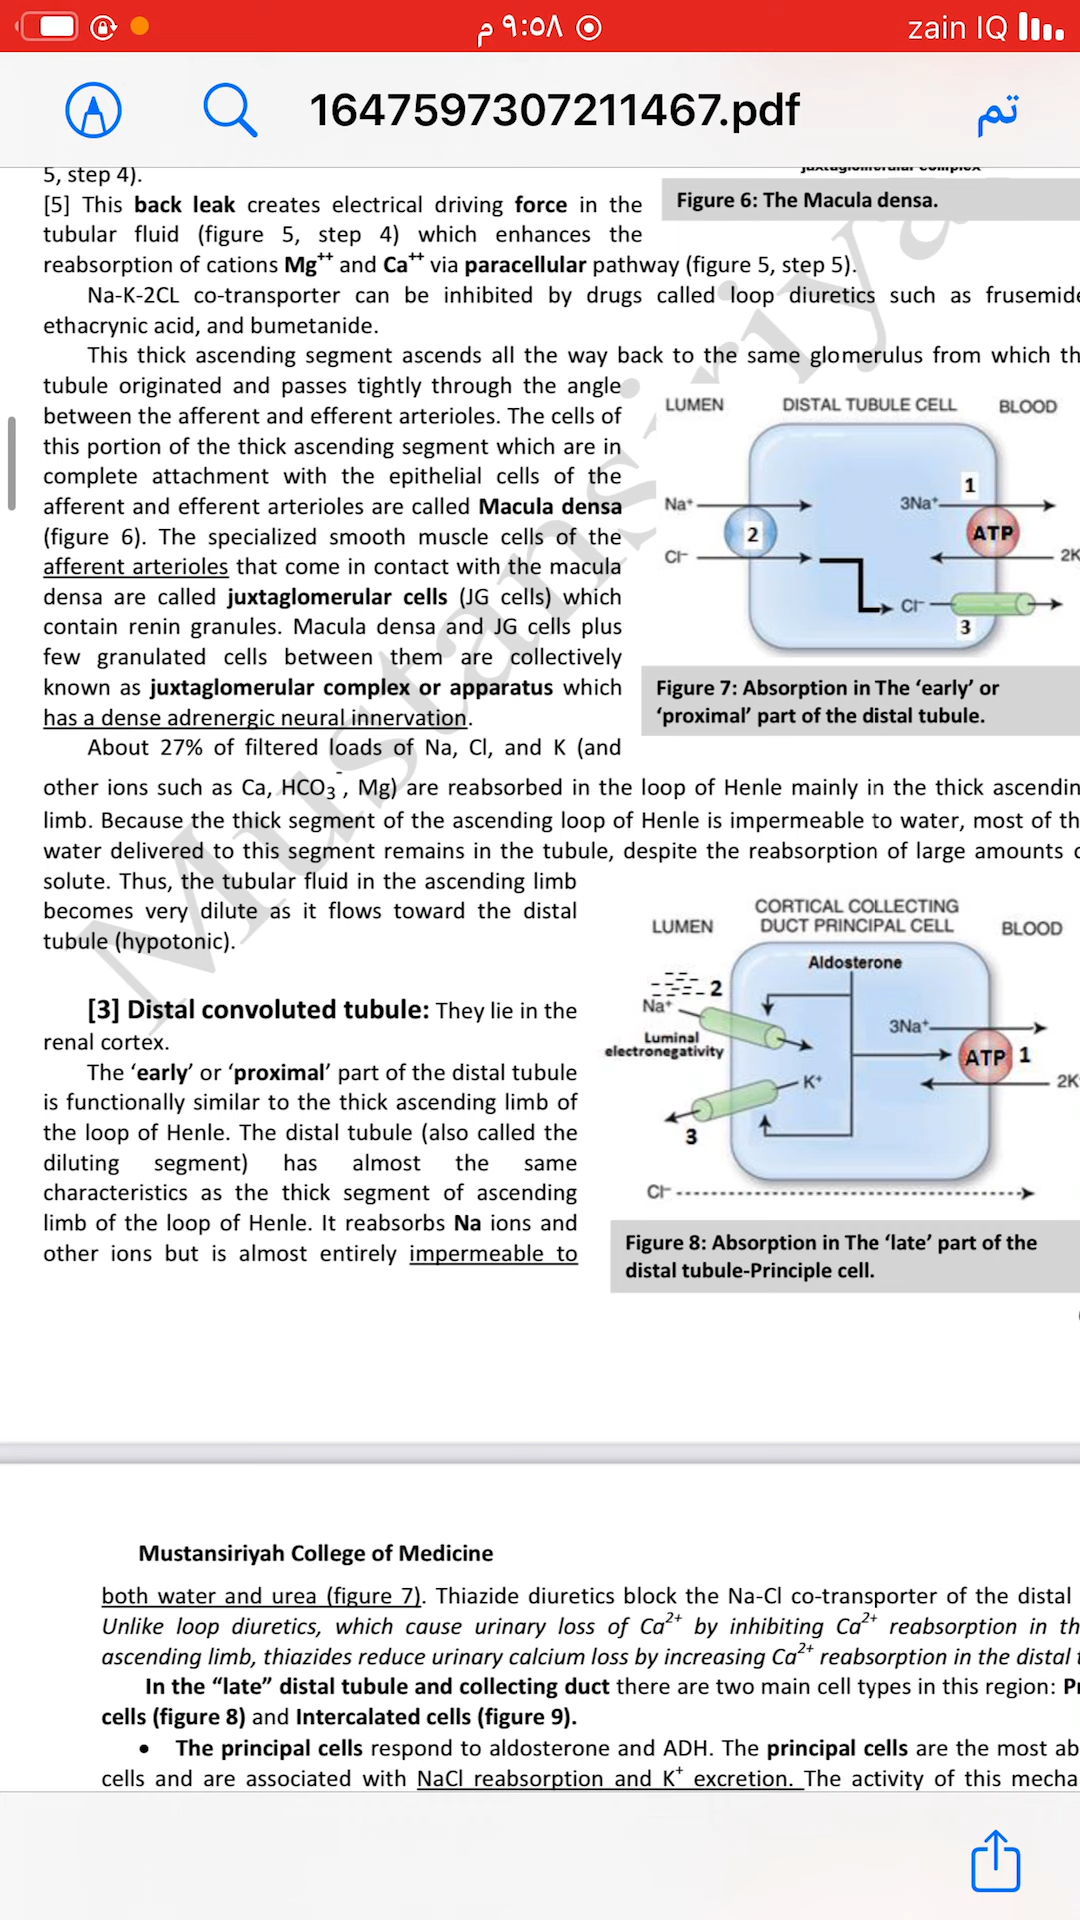 ٩:٥٨ م
zain IQ
1647597307211467.pdf
تم
5, step 4).
[5] This back leak creates electrical driving force in the
tubular fluid (figure 5, step 4) which enhances the
reabsorption of cations Mg++ and Ca++ via paracellular pathway (figure 5, step 5).
juxtaglomerular complex
Figure 6: The Macula densa.
Na-K-2CL co-transporter can be inhibited by drugs called loop diuretics such as frusemide
ethacrynic acid, and bumetanide.
This thick ascending segment ascends all the way back to the same glomerulus from which th
tubule originated and passes tightly through the angle
between the afferent and efferent arterioles. The cells of
this portion of the thick ascending segment which are in
complete attachment with the epithelial cells of the
afferent and efferent arterioles are called Macula densa
(figure 6). The specialized smooth muscle cells of the
afferent arterioles that come in contact with the macula
densa are called juxtaglomerular cells (JG cells) which
contain renin granules. Macula densa and JG cells plus
few granulated cells between them are collectively
known as juxtaglomerular complex or apparatus which
has a dense adrenergic neural innervation.
LUMEN
DISTAL TUBULE CELL
BLOOD
Na+
3Na+
1
ATP
2
Cl-
2K
Cl-
3
Figure 7: Absorption in The ‘early’ or
‘proximal’ part of the distal tubule.
About 27% of filtered loads of Na, Cl, and K (and
other ions such as Ca, HCO3-, Mg) are reabsorbed in the loop of Henle mainly in the thick ascendin
limb. Because the thick segment of the ascending loop of Henle is impermeable to water, most of th
water delivered to this segment remains in the tubule, despite the reabsorption of large amounts o
solute. Thus, the tubular fluid in the ascending limb
becomes very dilute as it flows toward the distal
tubule (hypotonic).
[3] Distal convoluted tubule: They lie in the
renal cortex.
The ‘early’ or ‘proximal’ part of the distal tubule
is functionally similar to the thick ascending limb of
the loop of Henle. The distal tubule (also called the
diluting segment) has almost the same
characteristics as the thick segment of ascending
limb of the loop of Henle. It reabsorbs Na ions and
other ions but is almost entirely impermeable to
LUMEN
CORTICAL COLLECTING
DUCT PRINCIPAL CELL
BLOOD
Aldosterone
2
Na+
Luminal
electronegativity
3Na+
ATP 1
K+
2K
3
Cl-
Figure 8: Absorption in The ‘late’ part of the
distal tubule-Principle cell.
Mustansiriya
Mustansiriyah College of Medicine
both water and urea (figure 7). Thiazide diuretics block the Na-Cl co-transporter of the distal
Unlike loop diuretics, which cause urinary loss of Ca2+ by inhibiting Ca2+ reabsorption in th
ascending limb, thiazides reduce urinary calcium loss by increasing Ca2+ reabsorption in the distal t
In the “late” distal tubule and collecting duct there are two main cell types in this region: Pr
cells (figure 8) and Intercalated cells (figure 9).
• The principal cells respond to aldosterone and ADH. The principal cells are the most ab
cells and are associated with NaCl reabsorption and K+ excretion. The activity of this mecha